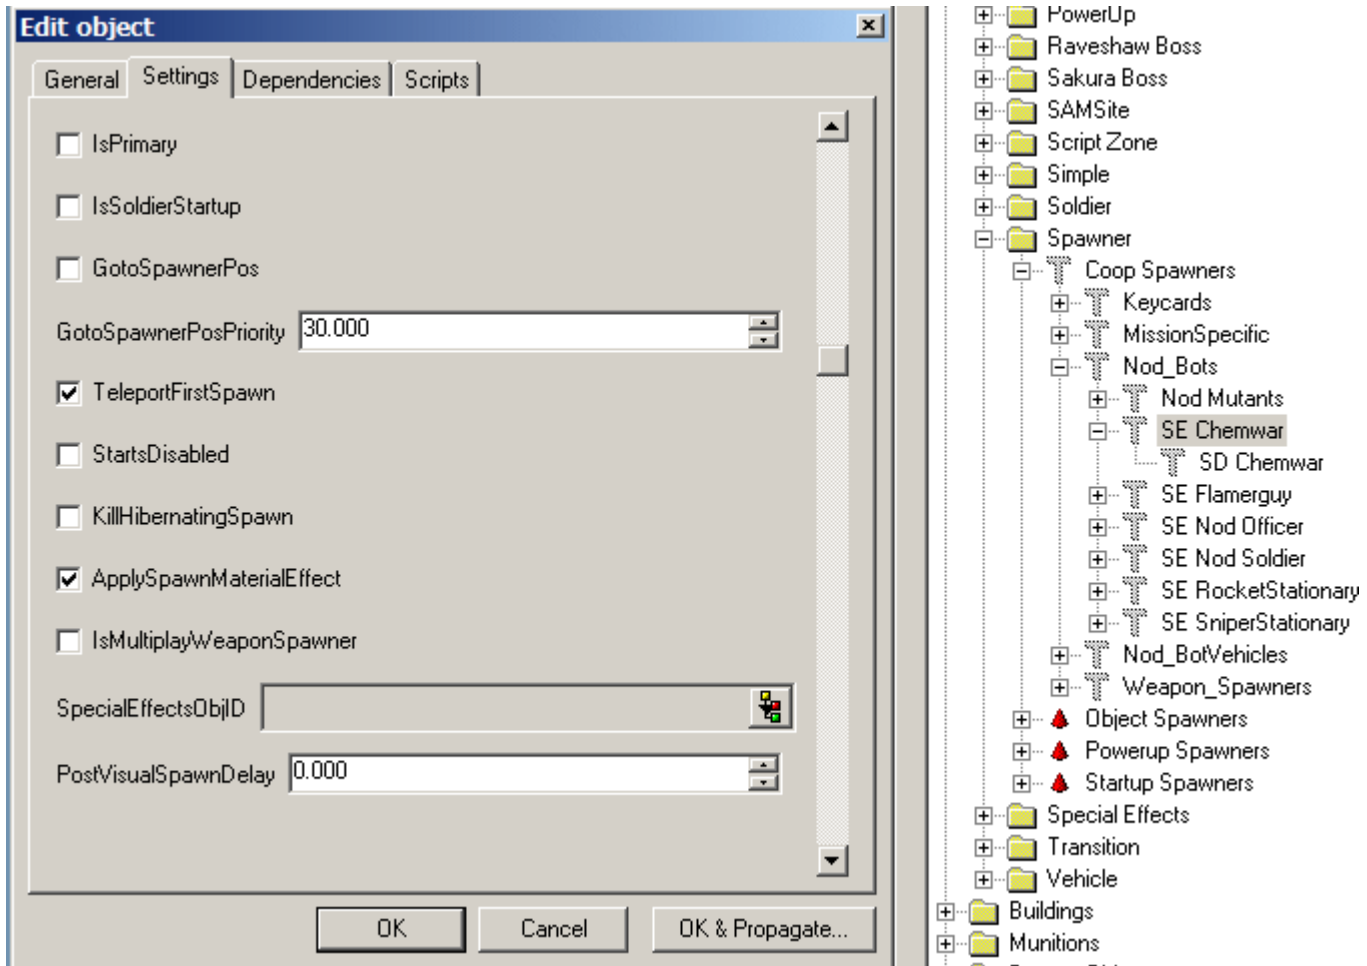 Edit object
General Settings Dependencies Scripts
IsPrimary
IsSoldierStartup
GotoSpawnerPos
GotoSpawnerPosPriority 30.000
TeleportFirstSpawn
StartsDisabled
KillHibernatingSpawn
ApplySpawnMaterialEffect
IsMultiplayWeaponSpawner
SpecialEffectsObjID
PostVisualSpawnDelay 0.000
OK Cancel OK & Propagate...
PowerUp
Raveshaw Boss
Sakura Boss
SAMSite
Script Zone
Simple
Soldier
Spawner
Coop Spawners
Keycards
MissionSpecific
Nod_Bots
Nod Mutants
SE Chemwar
SD Chemwar
SE Flamerguy
SE Nod Officer
SE Nod Soldier
SE RocketStationary
SE SniperStationary
Nod_BotVehicles
Weapon_Spawners
Object Spawners
Powerup Spawners
Startup Spawners
Special Effects
Transition
Vehicle
Buildings
Munitions